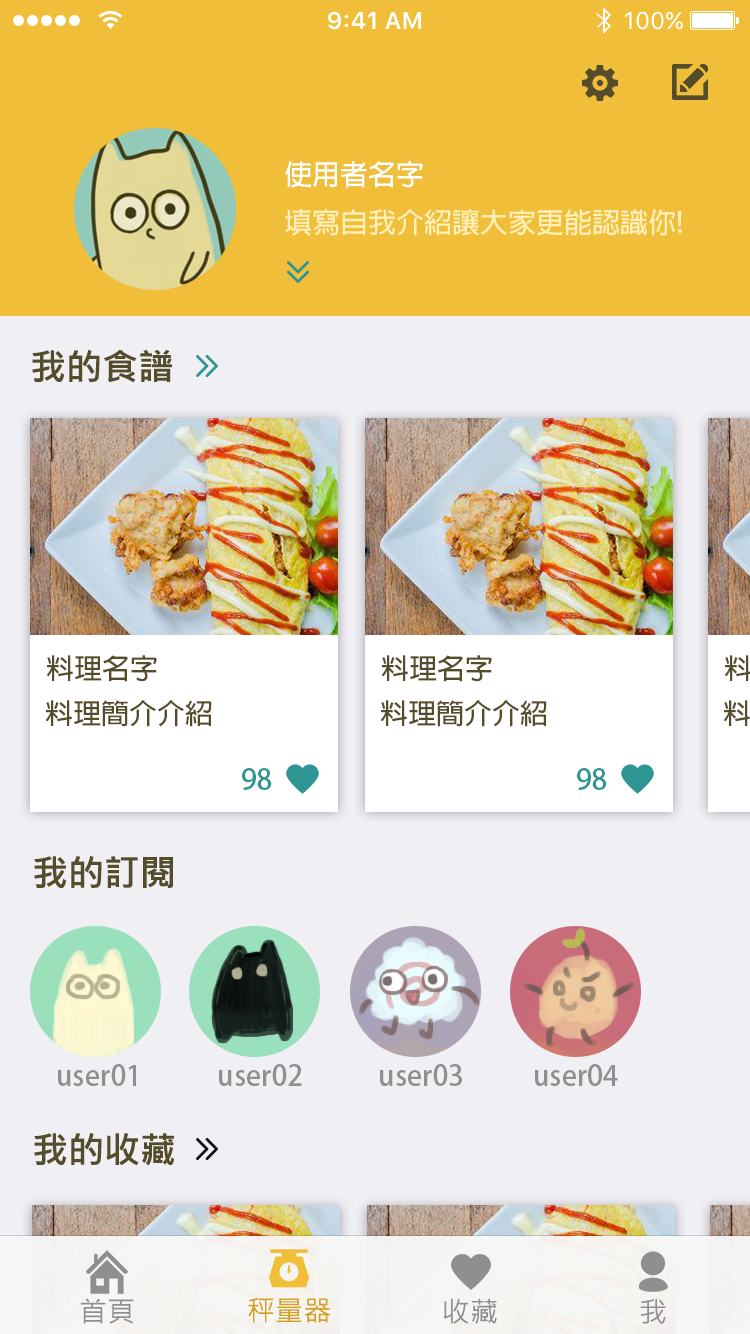 9:41 AM
100%
使用者名字
填寫自我介紹讓大家更能認識你!
我的食譜
料理名字
料理名字
料
料理簡介介紹
料理簡介介紹
料
98
98
我的訂閱
user01
user02
user03
user04
我的收藏
首頁
秤量器
收藏
我